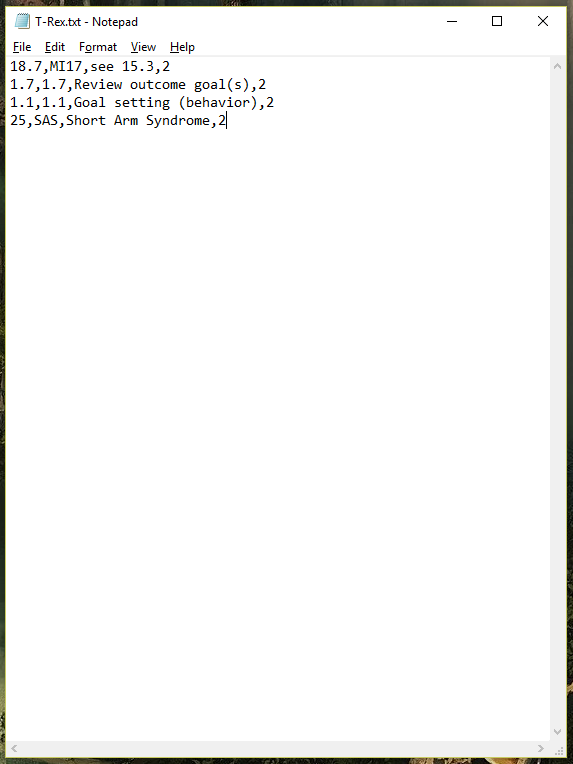 T-Rex.txt - Notepad
File Edit Format View Help
18.7,MI17,see 15.3,2
1.7,1.7,Review outcome goal(s),2
1.1,1.1,Goal setting (behavior),2
25,SAS,Short Arm Syndrome,2